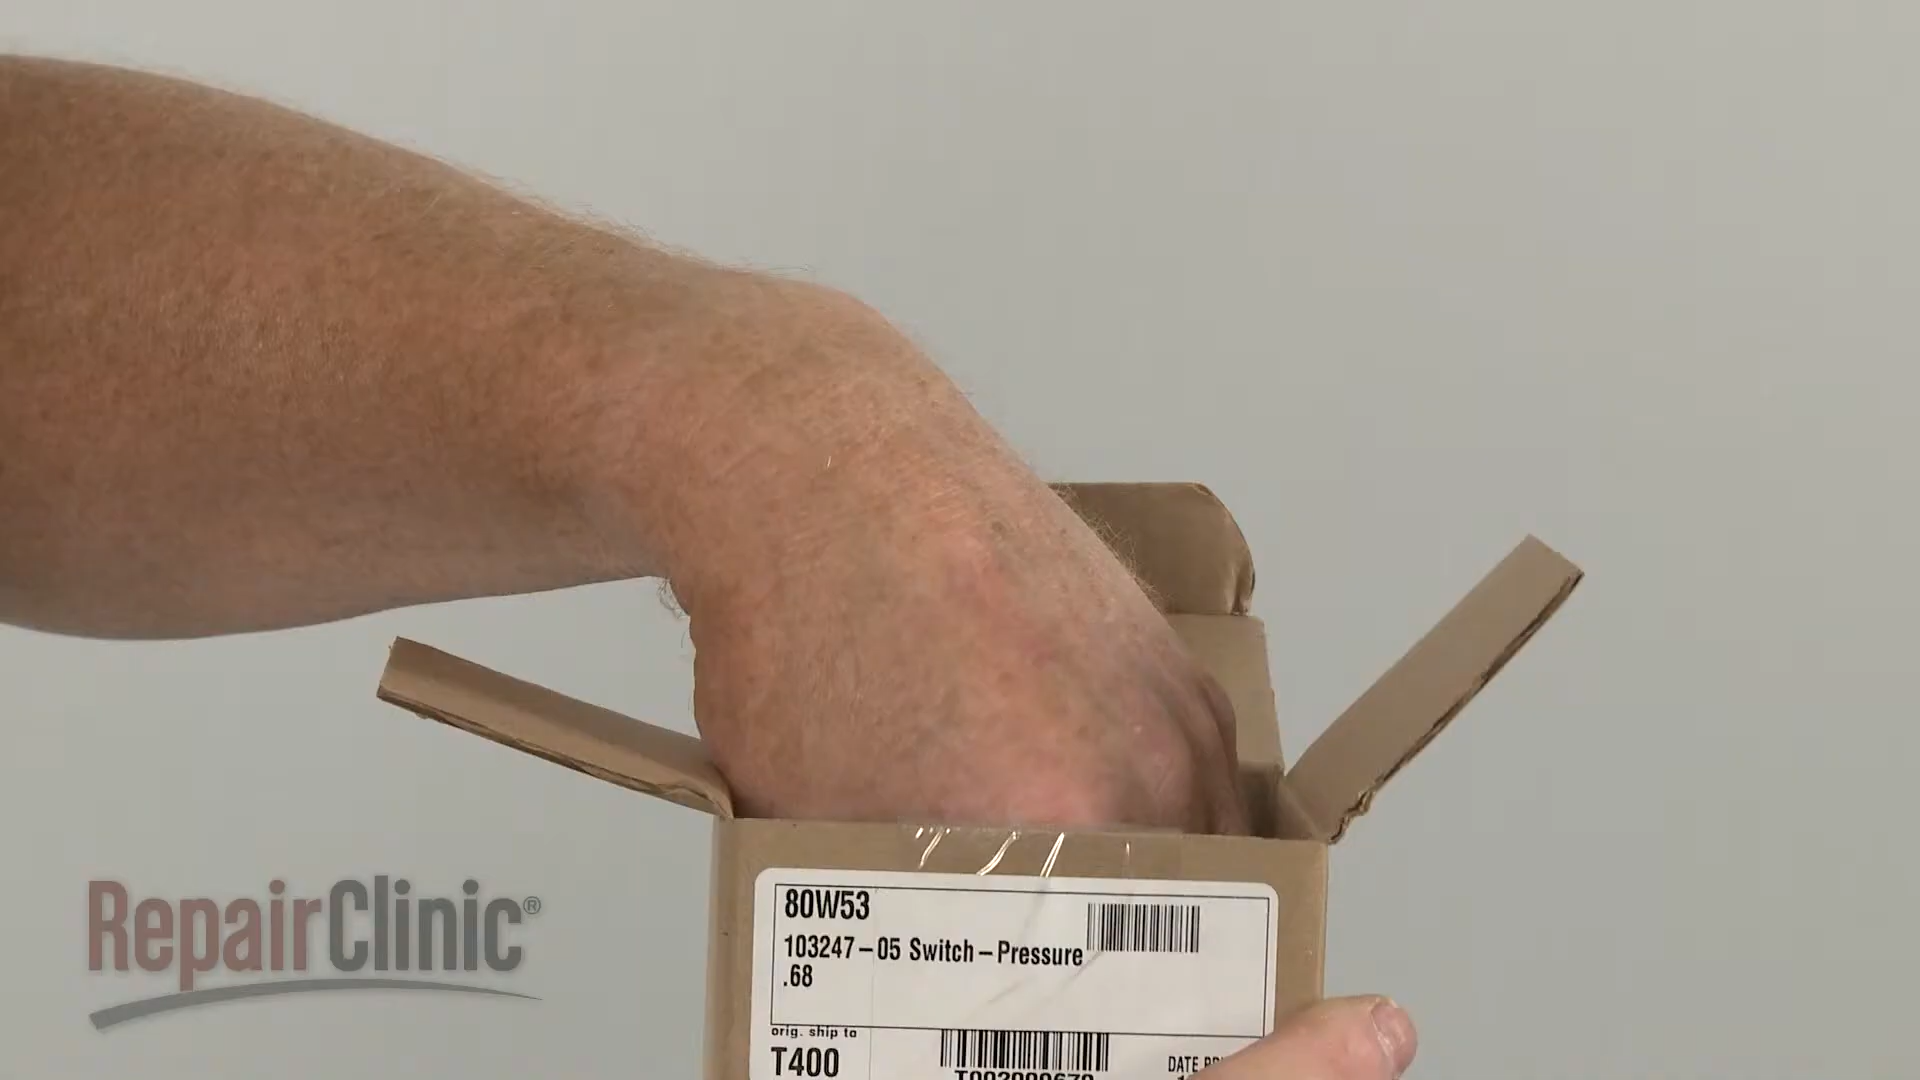 80W53
103247-05 Switch-Pressure
.68
orig. ship to
T400
DATE
RepairClinic®